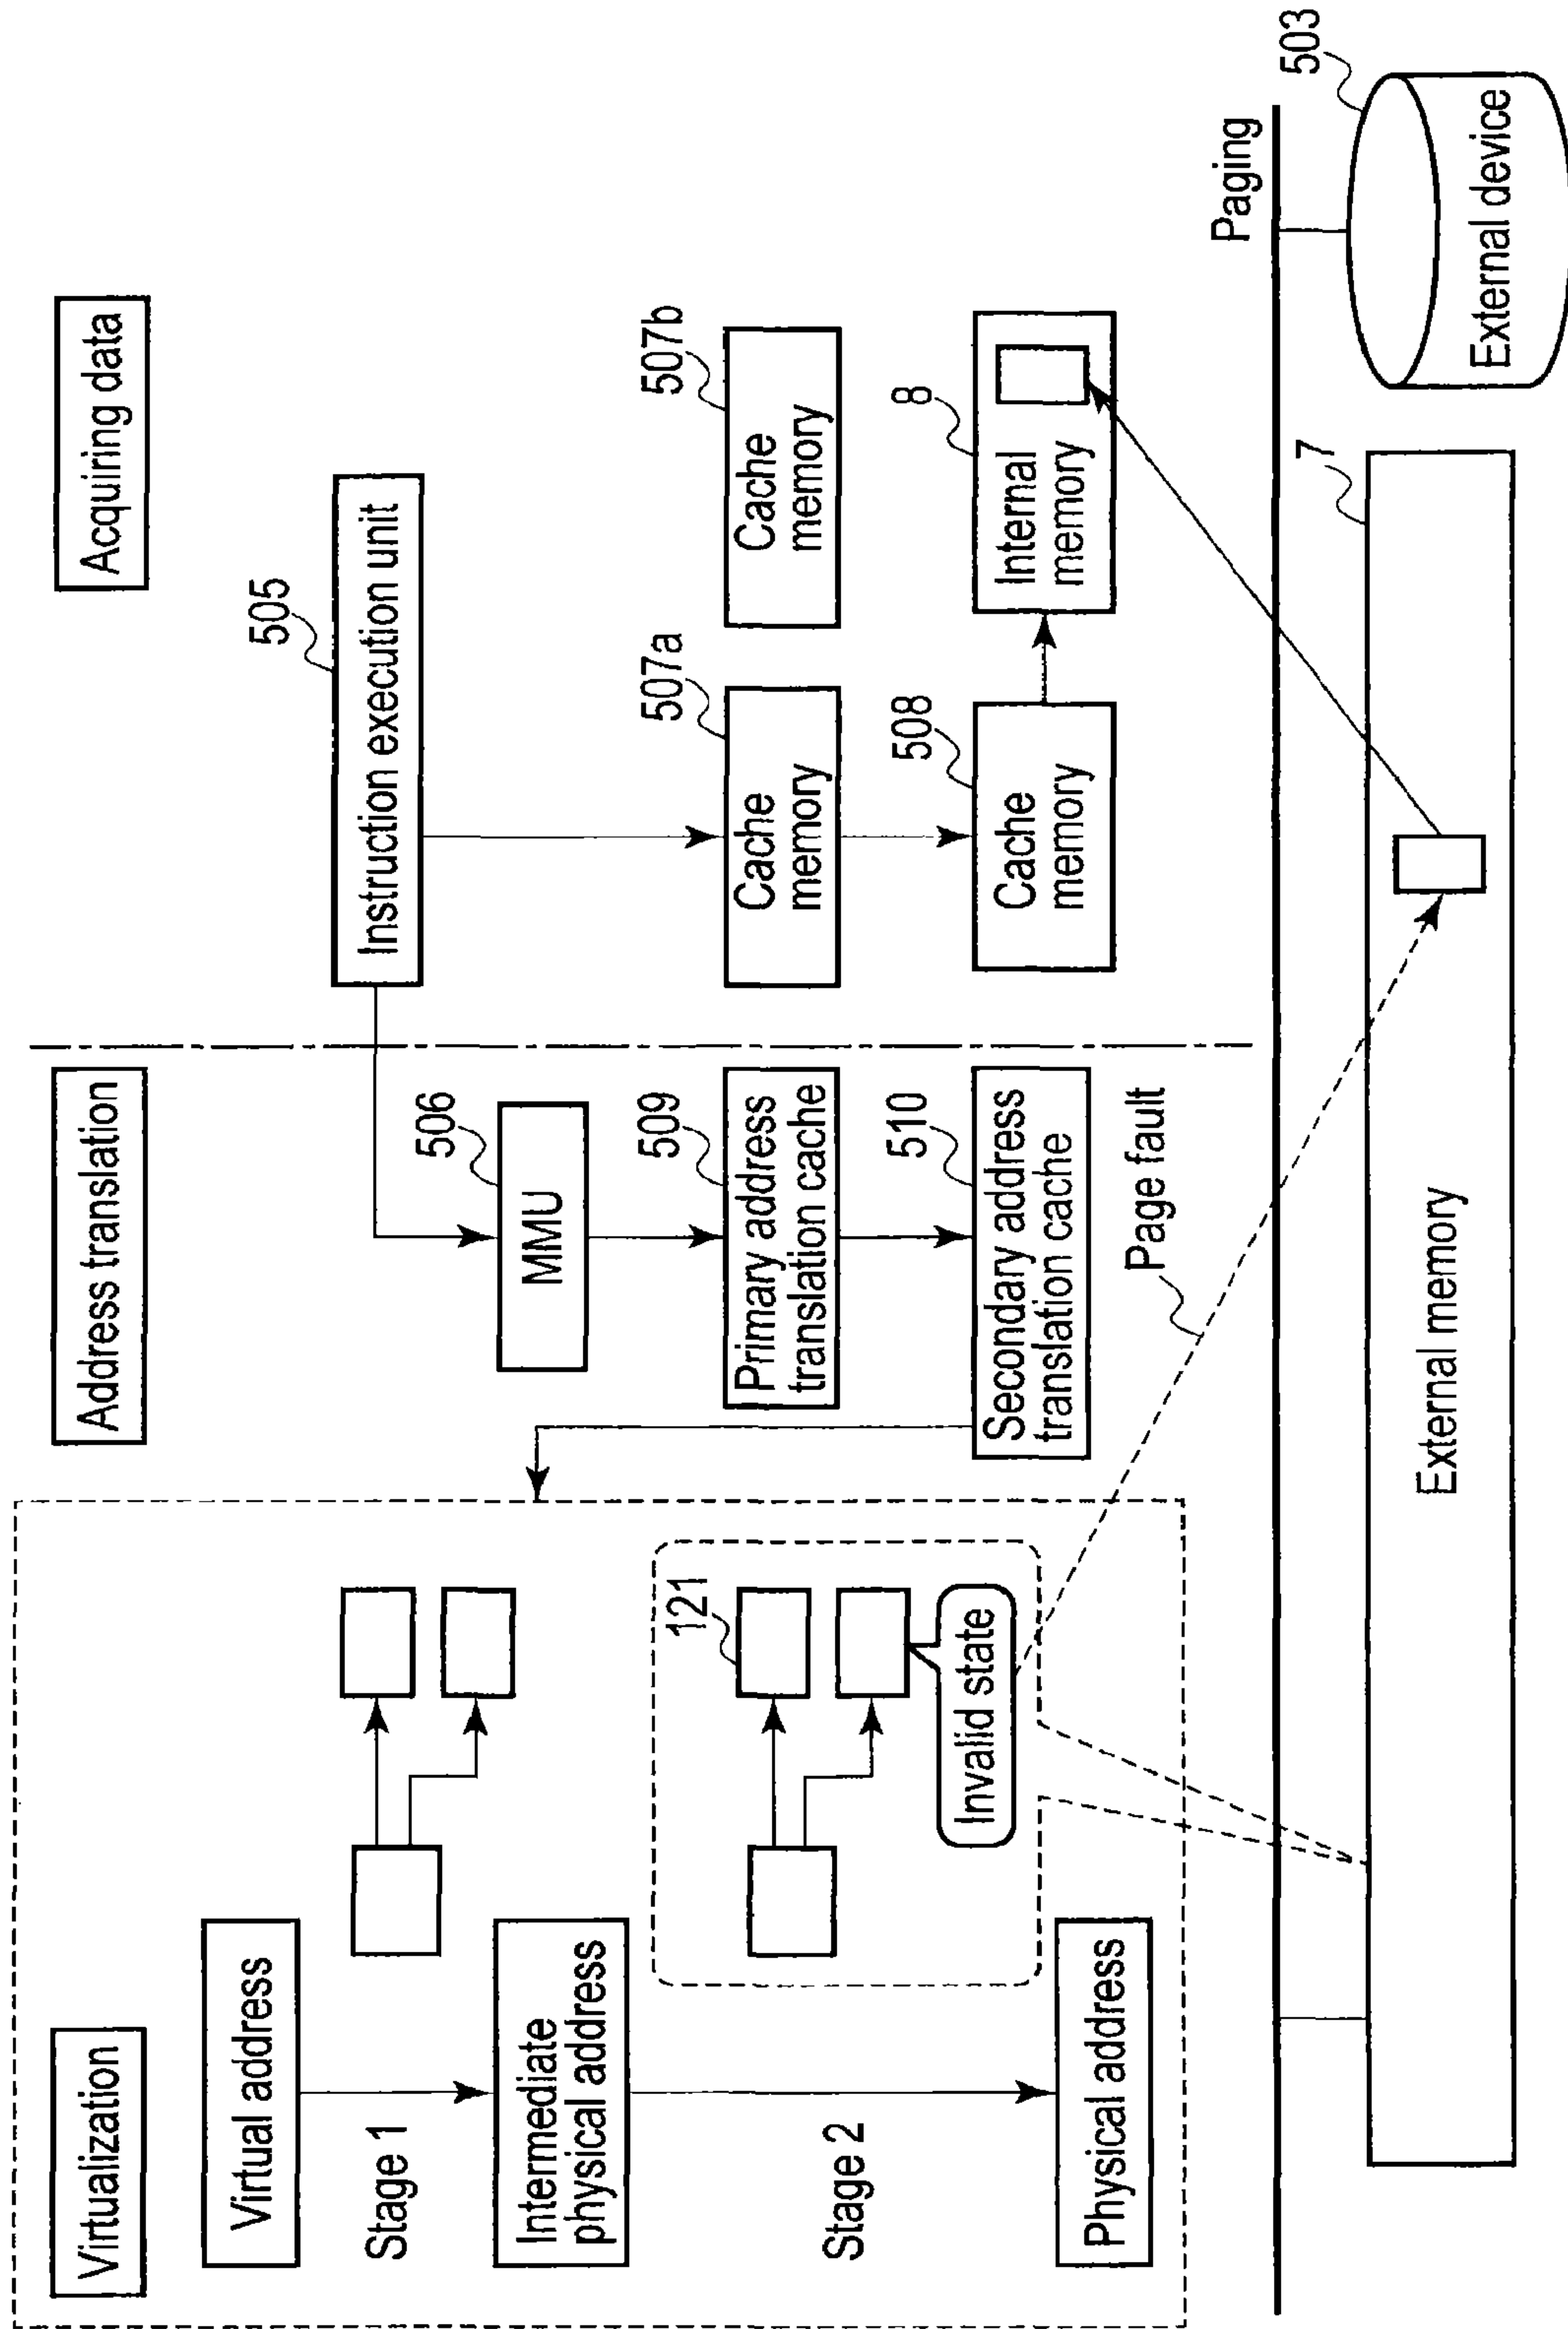 Virtualization
Address translation
Acquiring data
Virtual address
Stage 1
Intermediate
physical address
Stage 2
Physical address
121
Invalid state
506
MMU
509
Primary address
translation cache
510
Secondary address
translation cache
Page fault
505
Instruction execution unit
507a
Cache
memory
507b
Cache
memory
508
Cache
memory
8
Internal
memory
Paging
7
External memory
503
External device